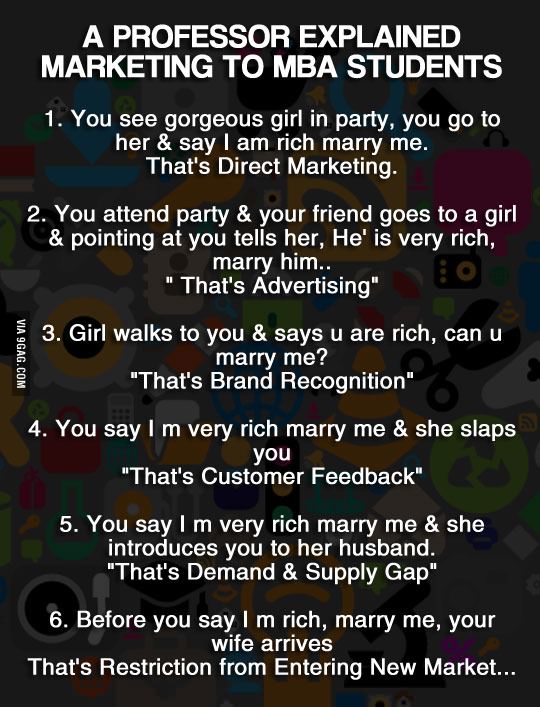 A PROFESSOR EXPLAINED
MARKETING TO MBA STUDENTS
1. You see gorgeous girl in party, you go to
her & say I am rich marry me.
That's Direct Marketing.
2. You attend party & your friend goes to a girl
& pointing at you tells her, He' is very rich,
marry him..
" That's Advertising"
3. Girl walks to you & says u are rich, can u
marry me?
"That's Brand Recognition"
4. You say I m very rich marry me & she slaps
you
"That's Customer Feedback"
5. You say I m very rich marry me & she
introduces you to her husband.
"That's Demand & Supply Gap"
6. Before you say I m rich, marry me, your
wife arrives
That's Restriction from Entering New Market...
VIA 9GAG.COM